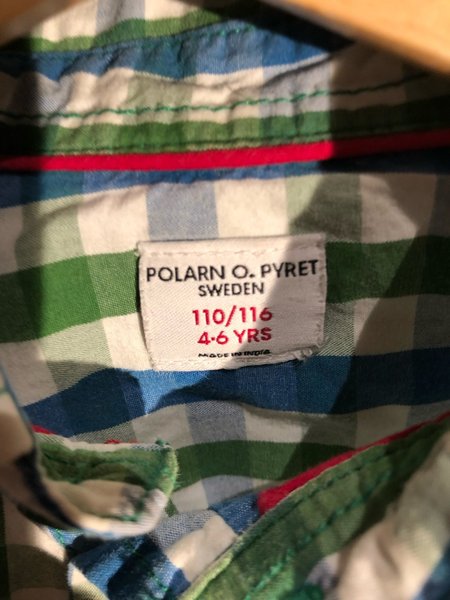 POLARN O. PYRET
SWEDEN
110/116
4-6 YRS
MADE IN INDIA